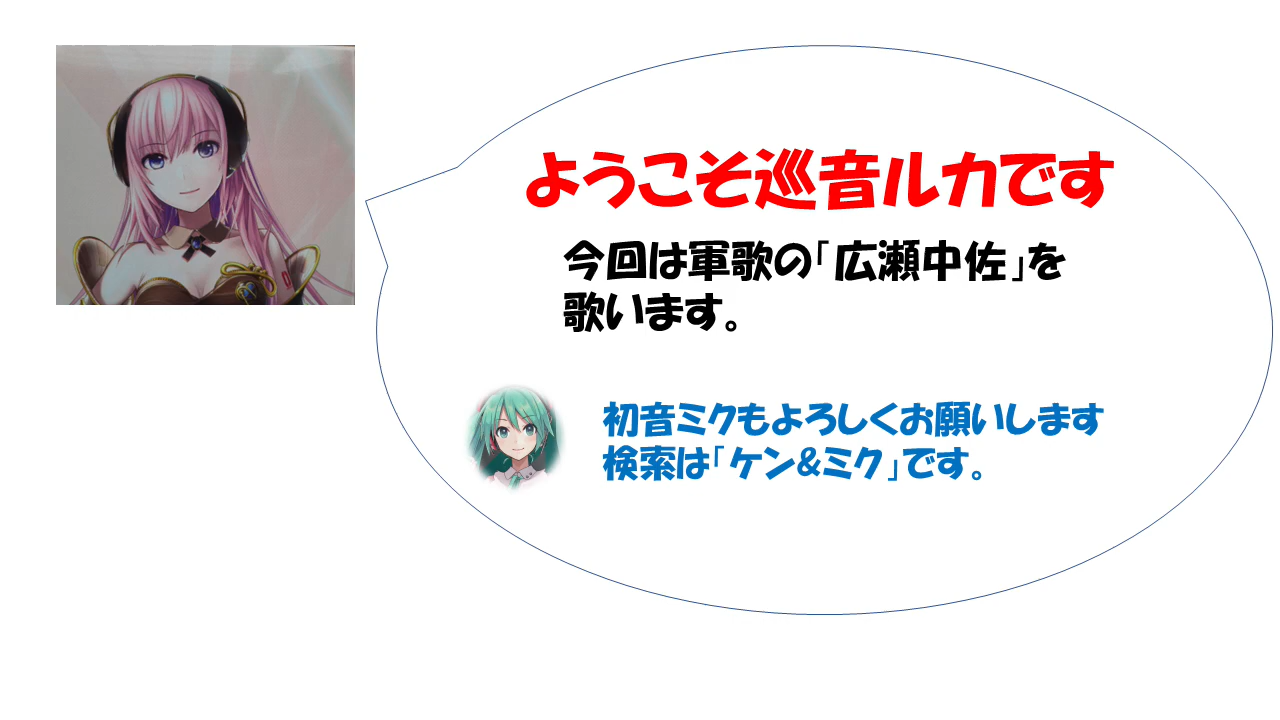 ようこそ巡音ルカです
今回は軍歌の「広瀬中佐」を
歌います。
初音ミクもよろしくお願いします
検索は「ケン&ミク」です。